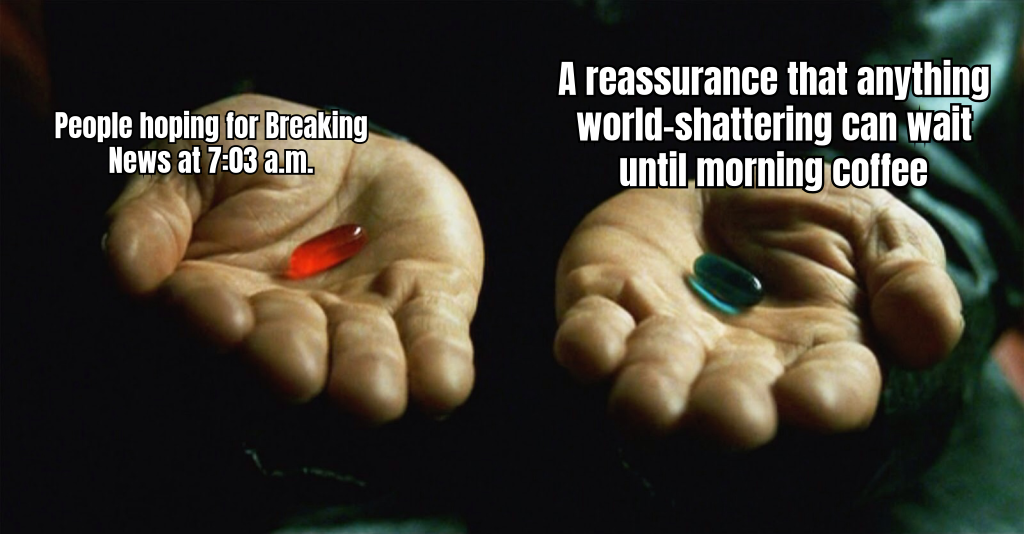 People hoping for Breaking
News at 7:03 a.m.
A reassurance that anything
world-shattering can wait
until morning coffee